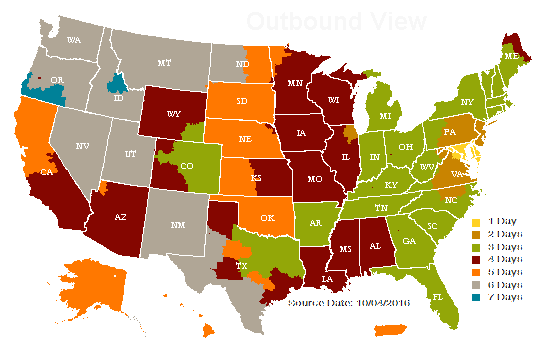 Outbound View
WA
MT
ND
MN
ME
OR
ID
WY
SD
WI
MI
NY
NV
UT
CO
NE
IA
IL
IN
OH
PA
CA
KS
MO
KY
WV
VA
AZ
NM
OK
AR
TN
NC
TX
LA
MS
AL
GA
SC
FL
1 Day
2 Days
3 Days
4 Days
5 Days
6 Days
7 Days
Source Date: 10/04/2016